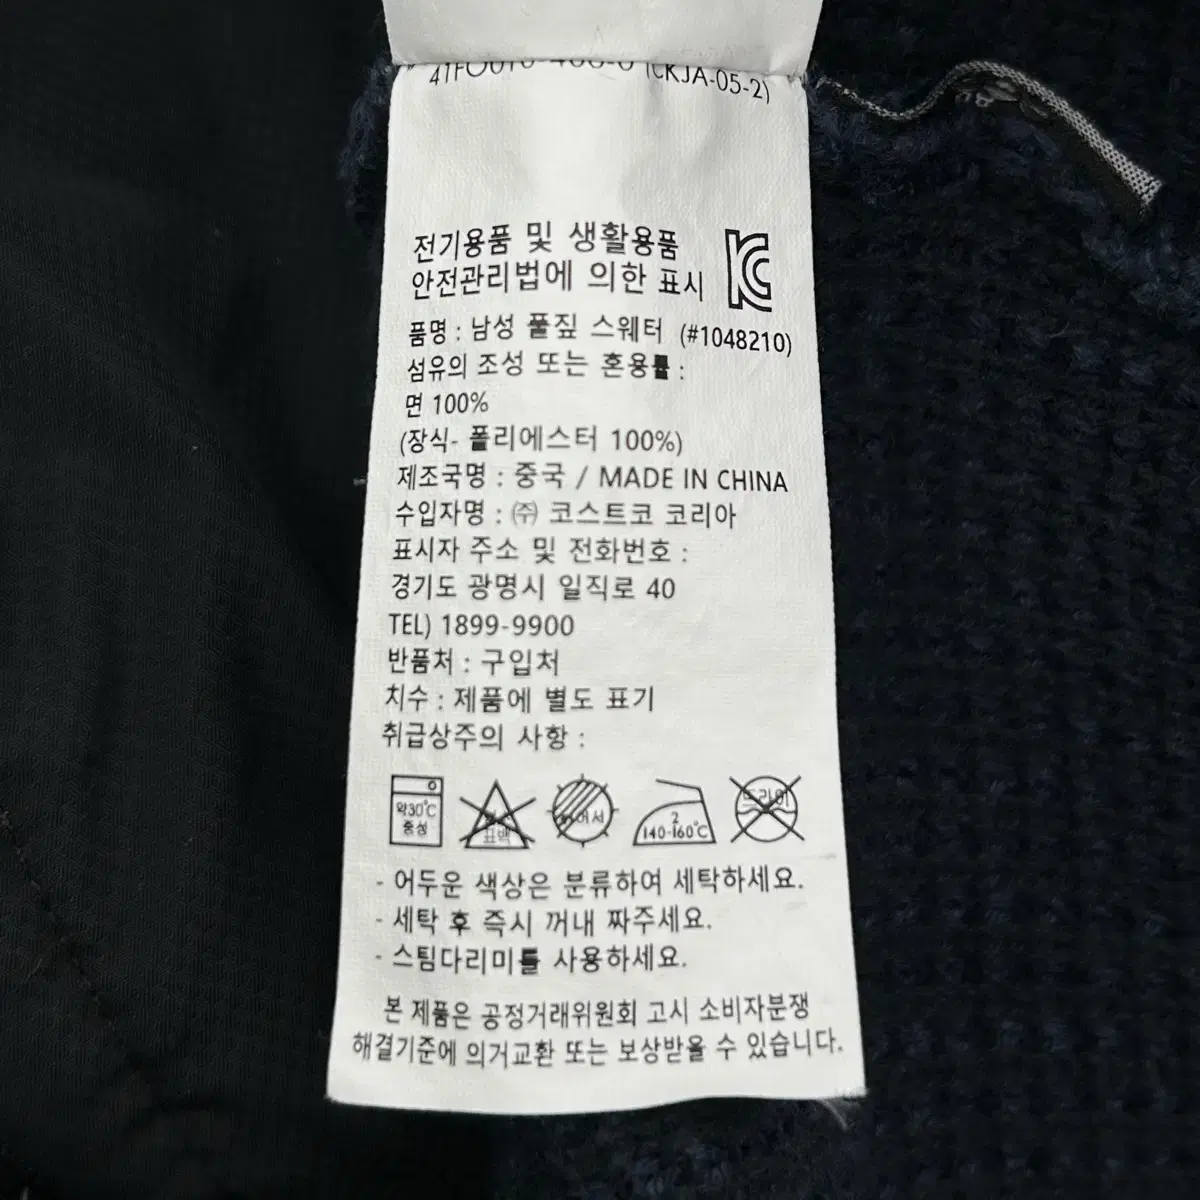 (CKJA-05-2)
전기용품 및 생활용품
안전관리법에 의한 표시
품명 : 남성 풀짚 스웨터 (#1048210)
섬유의 조성 또는 혼용률 :
면 100%
(장식- 폴리에스터 100%)
제조국명 : 중국 / MADE IN CHINA
수입자명 : ㈜ 코스트코 코리아
표시자 주소 및 전화번호 :
경기도 광명시 일직로 40
TEL) 1899-9900
반품처 : 구입처
치수 : 제품에 별도 표기
취급상주의 사항 :
약30℃
중성
표백
2
140-160℃
드라이
- 어두운 색상은 분류하여 세탁하세요.
- 세탁 후 즉시 꺼내 짜주세요.
- 스팀다리미를 사용하세요.
본 제품은 공정거래위원회 고시 소비자분쟁
해결기준에 의거교환 또는 보상받을 수 있습니다.